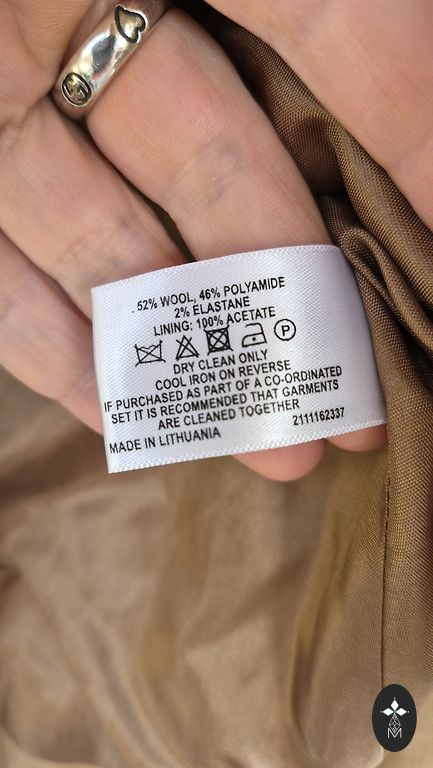 52% WOOL, 46% POLYAMIDE
2% ELASTANE
LINING: 100% ACETATE
P
DRY CLEAN ONLY
COOL IRON ON REVERSE
IF PURCHASED AS PART OF A CO-ORDINATED
SET IT IS RECOMMENDED THAT GARMENTS
ARE CLEANED TOGETHER
2111162337
MADE IN LITHUANIA